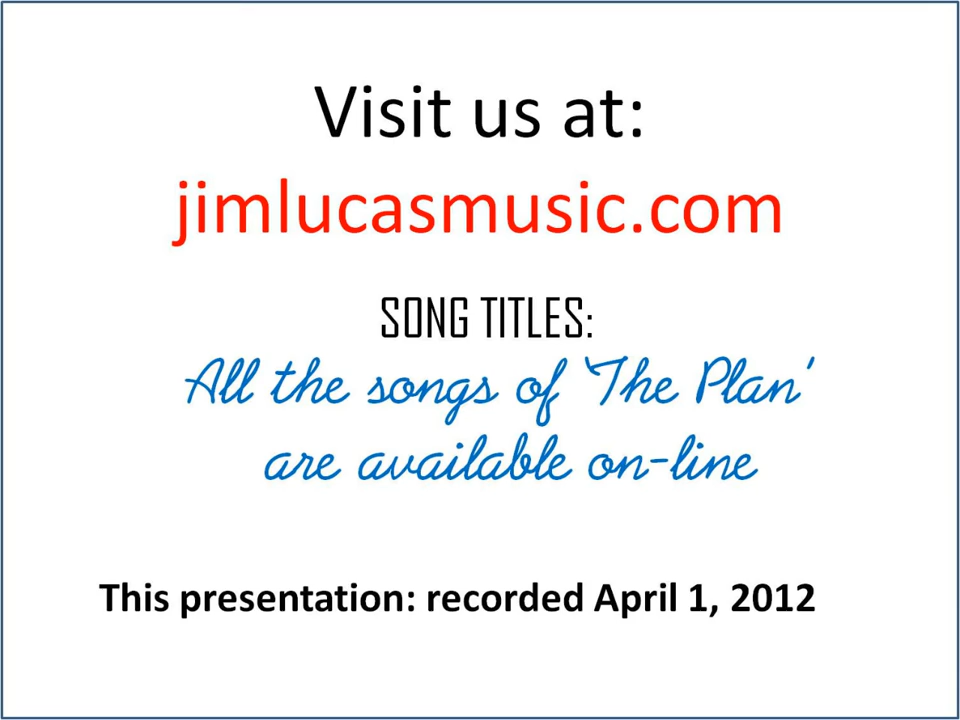 Visit us at:
jimlucasmusic.com
SONG TITLES:
All the songs of 'The Plan'
are available on-line
This presentation: recorded April 1, 2012